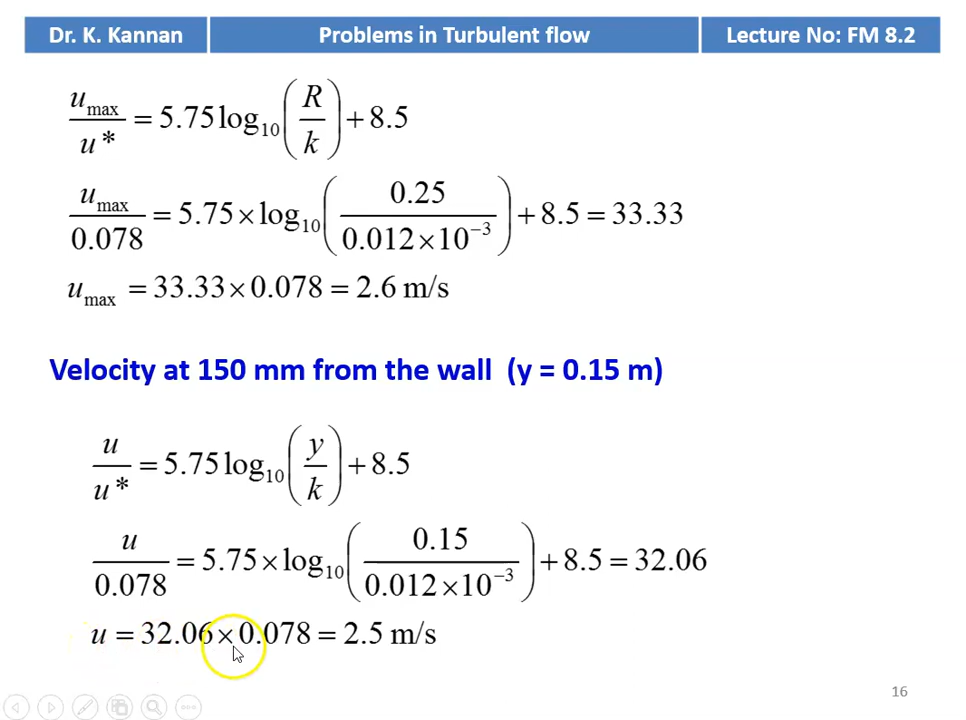 Dr. K. Kannan Problems in Turbulent flow Lecture No: FM 8.2
u_max / u* = 5.75 log₁₀ (R / k) + 8.5
u_max / 0.078 = 5.75 × log₁₀ (0.25 / 0.012 × 10⁻³) + 8.5 = 33.33
u_max = 33.33 × 0.078 = 2.6 m/s
Velocity at 150 mm from the wall (y = 0.15 m)
u / u* = 5.75 log₁₀ (y / k) + 8.5
u / 0.078 = 5.75 × log₁₀ (0.15 / 0.012 × 10⁻³) + 8.5 = 32.06
u = 32.06 × 0.078 = 2.5 m/s
16